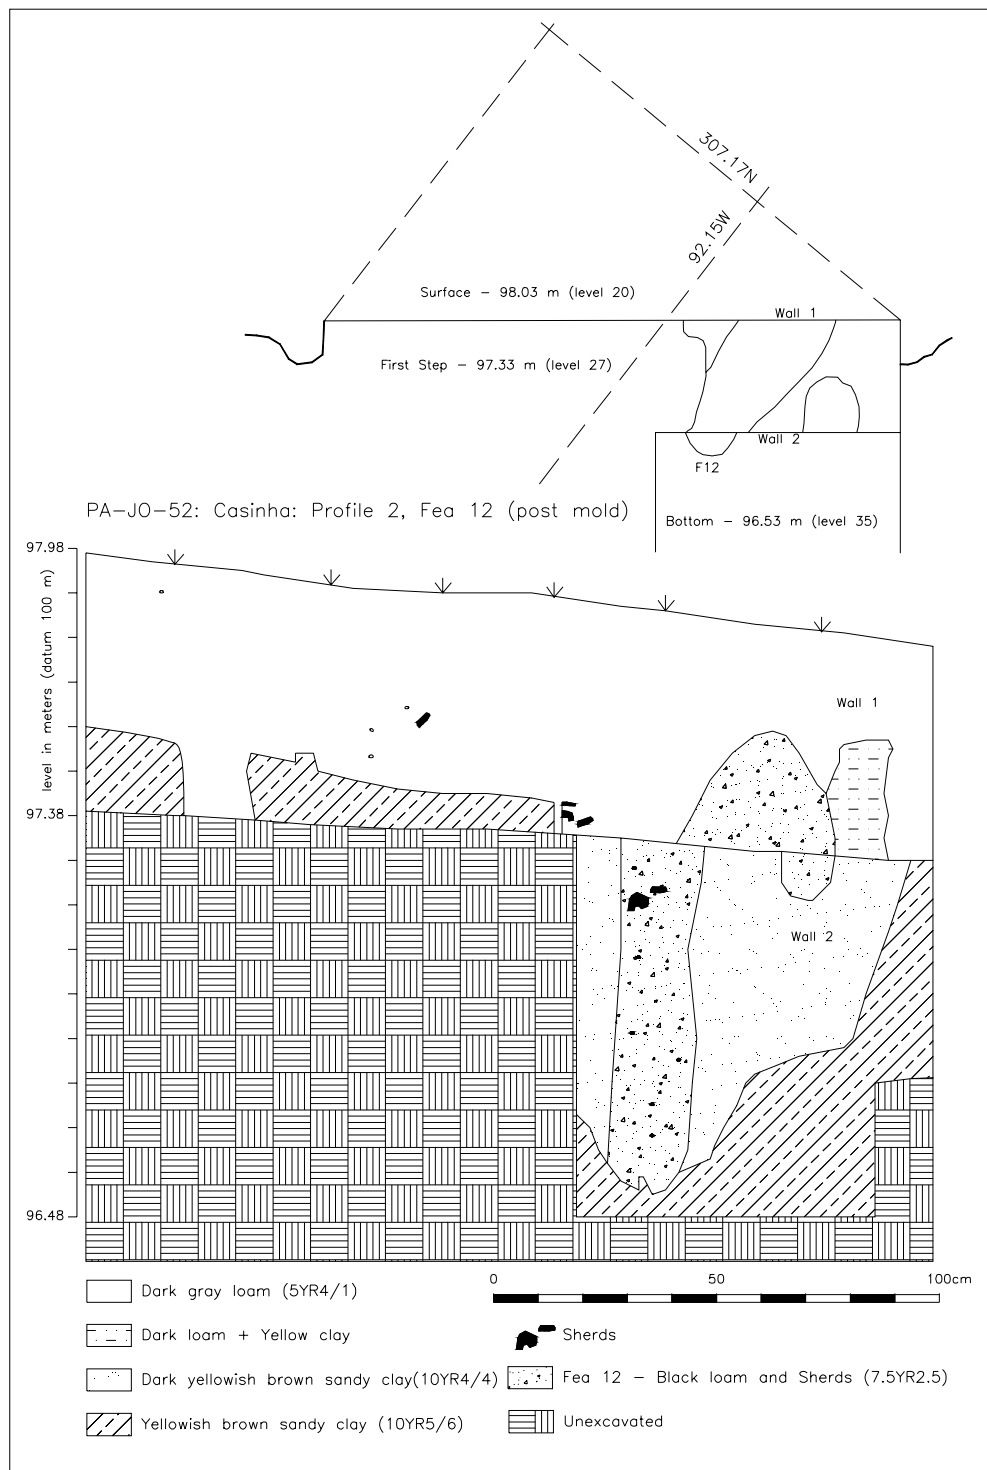 307.17N
92.15W
Surface - 98.03 m (level 20)
Wall 1
First Step - 97.33 m (level 27)
Wall 2
F12
PA-JO-52: Casinha: Profile 2, Fea 12 (post mold)
Bottom - 96.53 m (level 35)
97.98
level in meters (datum 100 m)
Wall 1
97.38
Wall 2
96.48
0 50 100cm
Dark gray loam (5YR4/1)
Dark loam + Yellow clay
Sherds
Dark yellowish brown sandy clay(10YR4/4)
Fea 12 - Black loam and Sherds (7.5YR2.5)
Yellowish brown sandy clay (10YR5/6)
Unexcavated